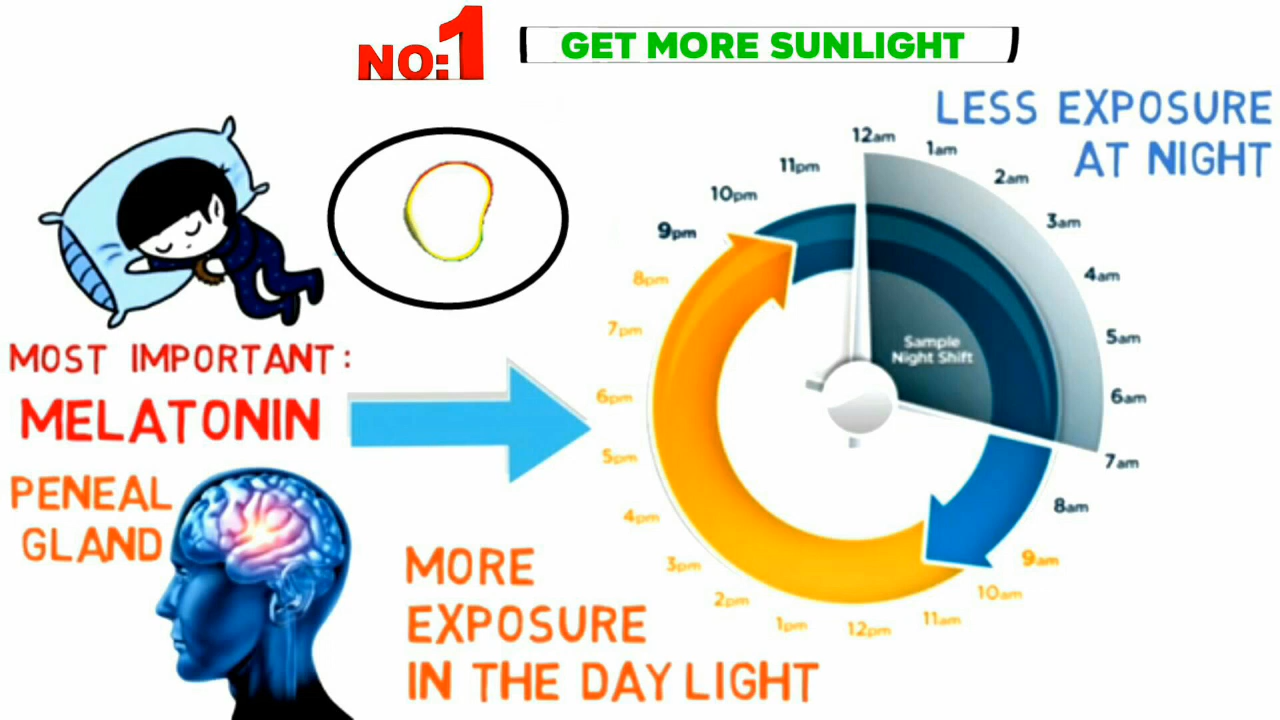 NO:1
GET MORE SUNLIGHT
LESS EXPOSURE
AT NIGHT
MOST IMPORTANT:
MELATONIN
PENEAL
GLAND
MORE
EXPOSURE
IN THE DAY LIGHT
12am
1am
2am
3am
4am
5am
6am
7am
8am
9am
10am
11am
12pm
1pm
2pm
3pm
4pm
5pm
6pm
7pm
8pm
9pm
10pm
11pm
Sample
Night Shift